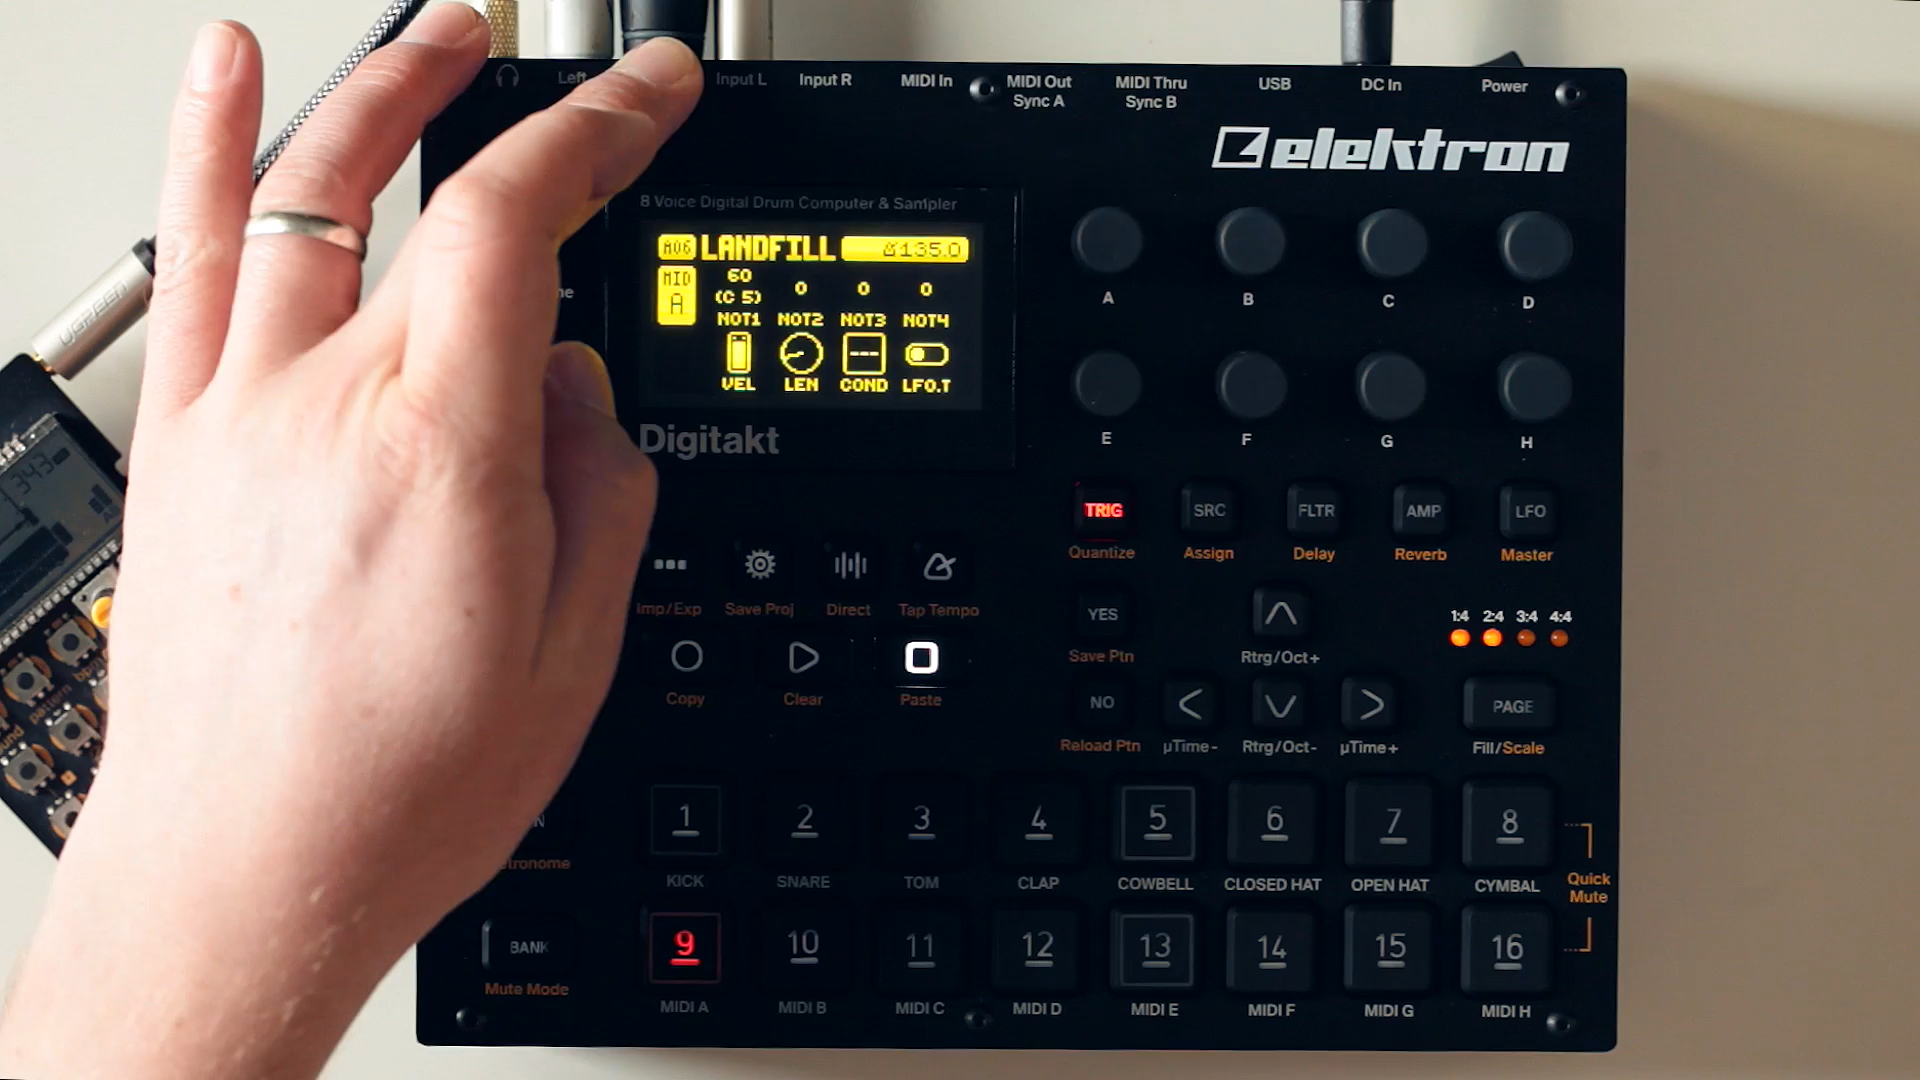 Left Input L Input R MIDI In MIDI Out Sync A MIDI Thru Sync B USB DC In Power
elektron
8 Voice Digital Drum Computer & Sampler
A06 LANDFILL 135.0
MID A
60 (C 5) 0 0 0
NOT1 NOT2 NOT3 NOT4
---
VEL LEN COND LFO.T
Digitakt
A B C D
E F G H
UGREEN
343
TRIG SRC FLTR AMP LFO
Quantize Assign Delay Reverb Master
Imp/Exp Save Proj Direct Tap Tempo
YES
Save Ptn Rtrg/Oct+
1:4 2:4 3:4 4:4
Copy Clear Paste
NO PAGE
Reload Ptn µTime- Rtrg/Oct- µTime+ Fill/Scale
pattern
1 2 3 4 5 6 7 8
KICK SNARE TOM CLAP COWBELL CLOSED HAT OPEN HAT CYMBAL
Quick
Mute
BANK 9 10 11 12 13 14 15 16
Mute Mode
MIDI A MIDI B MIDI C MIDI D MIDI E MIDI F MIDI G MIDI H